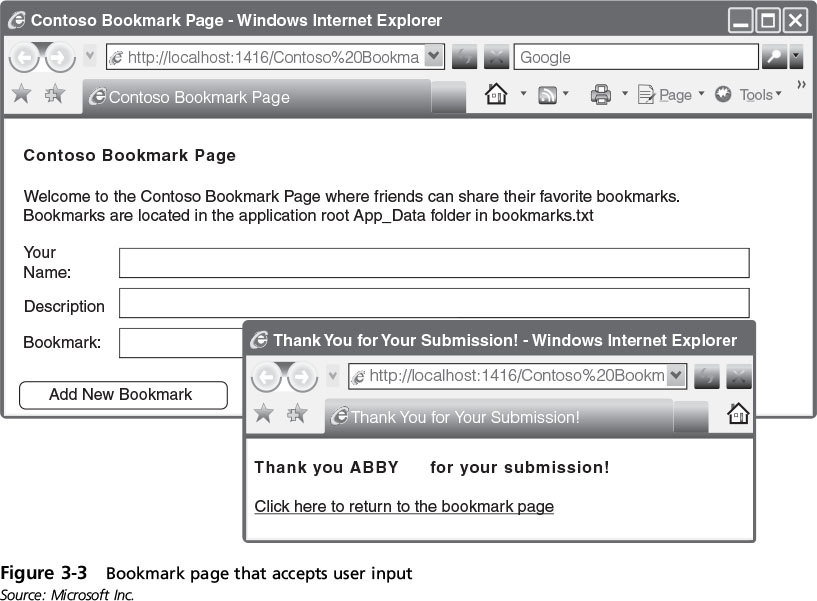 Contoso Bookmark Page - Windows Internet Explorer
http://localhost:1416/Contoso%20Bookma
Google
Contoso Bookmark Page
Page
Tools
»
Contoso Bookmark Page
Welcome to the Contoso Bookmark Page where friends can share their favorite bookmarks.
Bookmarks are located in the application root App_Data folder in bookmarks.txt
Your
Name:
Description
Bookmark:
Add New Bookmark
Thank You for Your Submission! - Windows Internet Explorer
http://localhost:1416/Contoso%20Bookm
Thank You for Your Submission!
Thank you ABBY for your submission!
Click here to return to the bookmark page
Figure 3-3 Bookmark page that accepts user input
Source: Microsoft Inc.